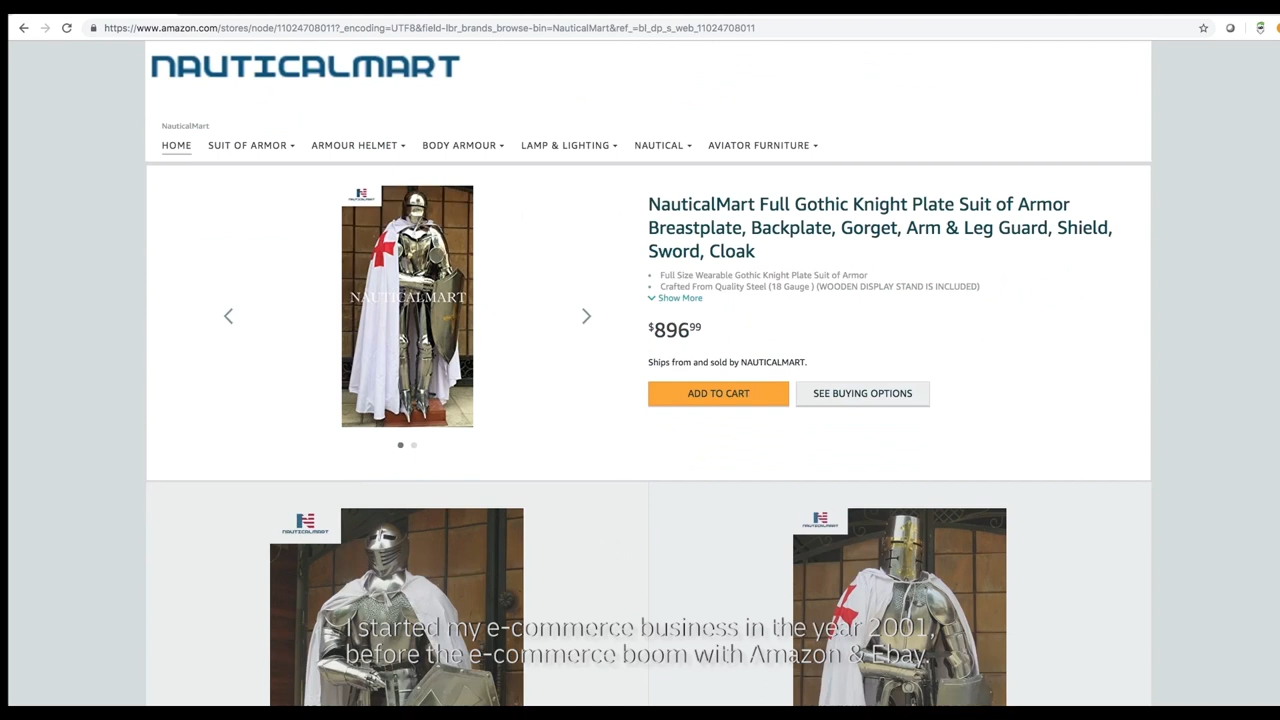 https://www.amazon.com/stores/node/11024708011?_encoding=UTF8&field-lbr_brands_browse-bin=NauticalMart&ref_=bl_dp_s_web_11024708011
NAUTICALMART
NauticalMart
HOME SUIT OF ARMOR ARMOUR HELMET BODY ARMOUR LAMP & LIGHTING NAUTICAL AVIATOR FURNITURE
NAUTICALMART
NAUTICALMART
NauticalMart Full Gothic Knight Plate Suit of Armor
Breastplate, Backplate, Gorget, Arm & Leg Guard, Shield,
Sword, Cloak
• Full Size Wearable Gothic Knight Plate Suit of Armor
• Crafted From Quality Steel (18 Gauge ) (WOODEN DISPLAY STAND IS INCLUDED)
Show More
$89699
Ships from and sold by NAUTICALMART.
ADD TO CART SEE BUYING OPTIONS
NAUTICALMART
NAUTICALMART
I started my e-commerce business in the year 2001,
before the e-commerce boom with Amazon & Ebay.